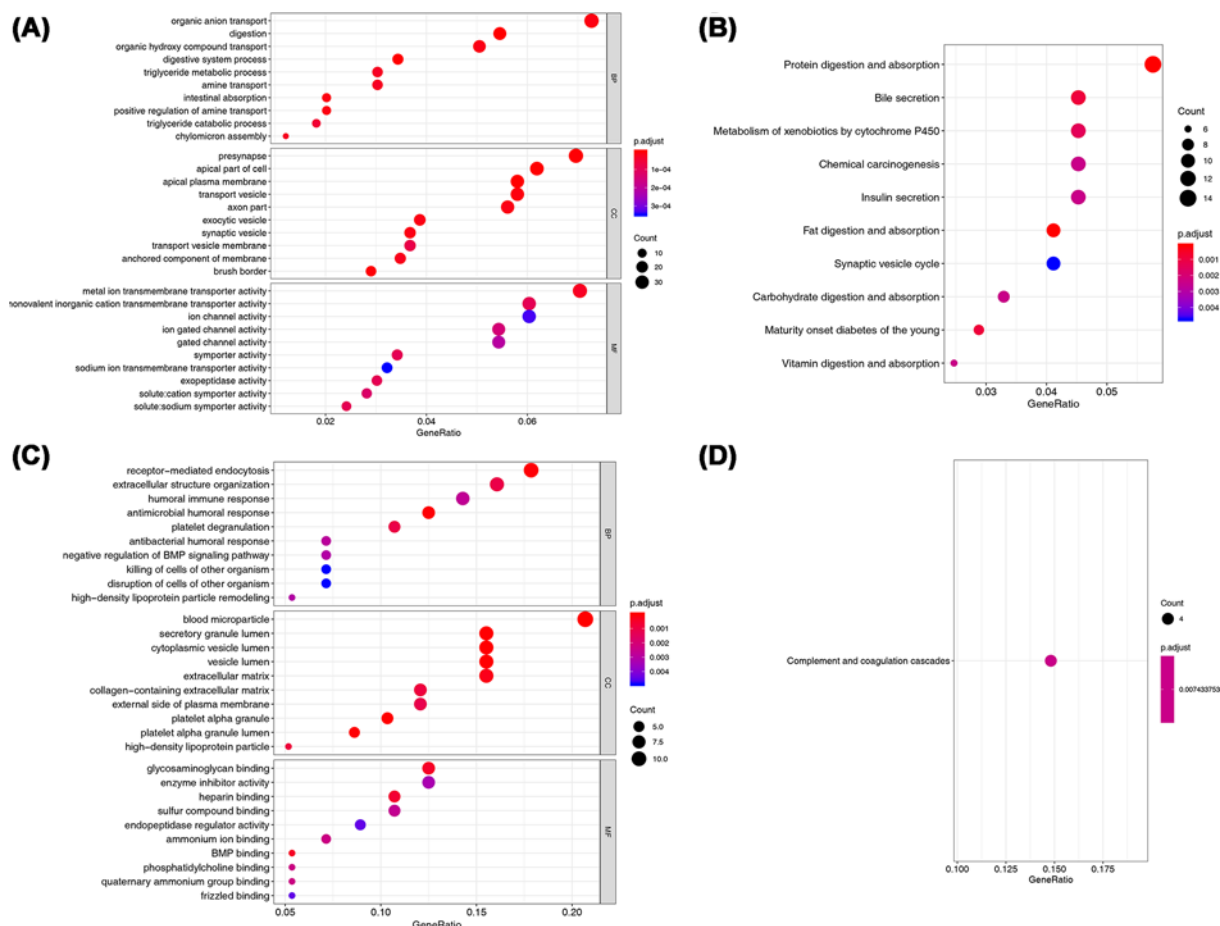 (A)
organic anion transport
digestion
organic hydroxy compound transport
digestive system process
triglyceride metabolic process
amine transport
intestinal absorption
positive regulation of amine transport
triglyceride catabolic process
chylomicron assembly
BP
presynapse
apical part of cell
apical plasma membrane
transport vesicle
axon part
exocytic vesicle
synaptic vesicle
transport vesicle membrane
anchored component of membrane
brush border
CC
metal ion transmembrane transporter activity
monovalent inorganic cation transmembrane transporter activity
ion channel activity
ion gated channel activity
gated channel activity
symporter activity
sodium ion transmembrane transporter activity
exopeptidase activity
solute:cation symporter activity
solute:sodium symporter activity
MF
0.02 0.04 0.06
GeneRatio
p.adjust
1e-04
2e-04
3e-04
Count
10
20
30
(B)
Protein digestion and absorption
Bile secretion
Metabolism of xenobiotics by cytochrome P450
Chemical carcinogenesis
Insulin secretion
Fat digestion and absorption
Synaptic vesicle cycle
Carbohydrate digestion and absorption
Maturity onset diabetes of the young
Vitamin digestion and absorption
0.03 0.04 0.05
GeneRatio
Count
6
8
10
12
14
p.adjust
0.001
0.002
0.003
0.004
(C)
receptor-mediated endocytosis
extracellular structure organization
humoral immune response
antimicrobial humoral response
platelet degranulation
antibacterial humoral response
negative regulation of BMP signaling pathway
killing of cells of other organism
disruption of cells of other organism
high-density lipoprotein particle remodeling
BP
blood microparticle
secretory granule lumen
cytoplasmic vesicle lumen
vesicle lumen
extracellular matrix
collagen-containing extracellular matrix
external side of plasma membrane
platelet alpha granule
platelet alpha granule lumen
high-density lipoprotein particle
CC
glycosaminoglycan binding
enzyme inhibitor activity
heparin binding
sulfur compound binding
endopeptidase regulator activity
ammonium ion binding
BMP binding
phosphatidylcholine binding
quaternary ammonium group binding
frizzled binding
MF
0.05 0.10 0.15 0.20
GeneRatio
p.adjust
0.001
0.002
0.003
0.004
Count
5.0
7.5
10.0
(D)
Complement and coagulation cascades
0.100 0.125 0.150 0.175
GeneRatio
Count
4
p.adjust
0.007433753